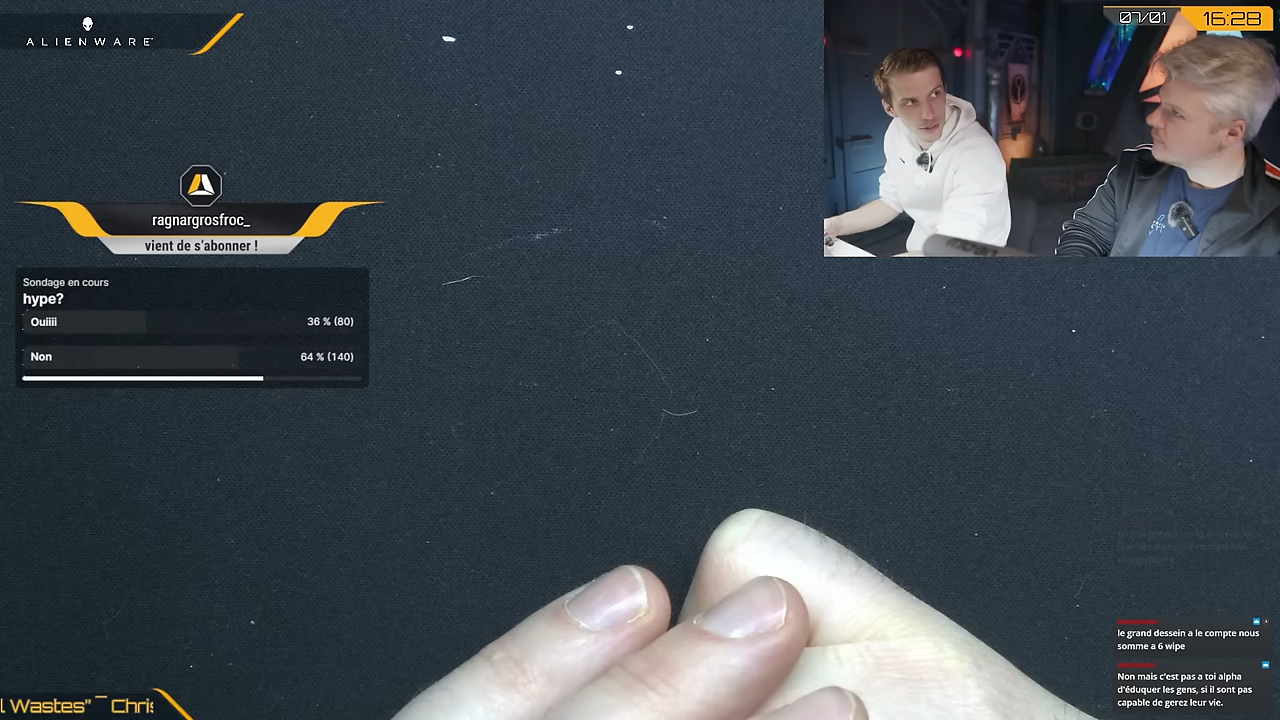 ALIENWARE
07/01
16:28
ragnargrosfroc_
vient de s'abonner !
Sondage en cours
hype?
Ouiiii 36 % (80)
Non 64 % (140)
le grand dessein a le compte nous
somme a 6 wipe
Non mais c'est pas a toi alpha
d'éduquer les gens, si il sont pas
capable de gerez leur vie.
l Wastes" - Chris